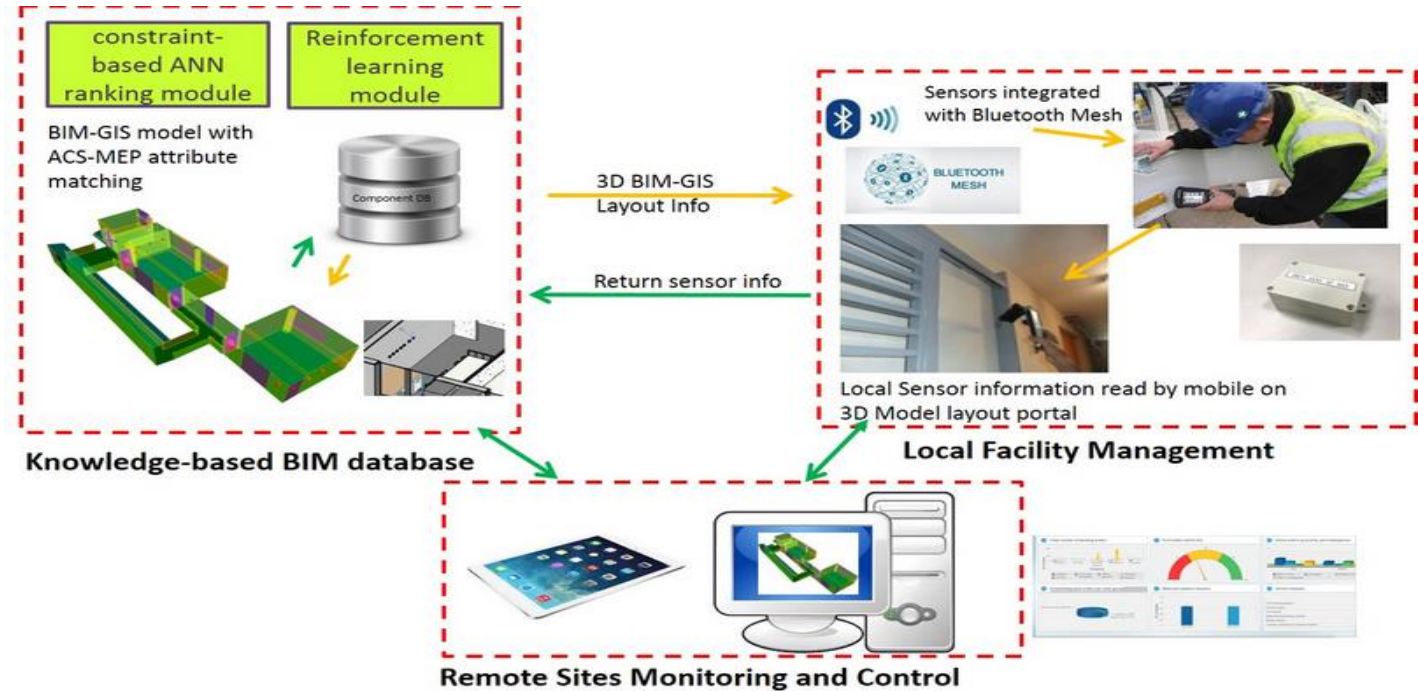 constraint-
based ANN
ranking module
Reinforcement
learning
module
BIM-GIS model with
ACS-MEP attribute
matching
Component DB
Knowledge-based BIM database
3D BIM-GIS
Layout Info
Return sensor info
Sensors integrated
with Bluetooth Mesh
BLUETOOTH
MESH
Local Sensor information read by mobile on
3D Model layout portal
Local Facility Management
Remote Sites Monitoring and Control